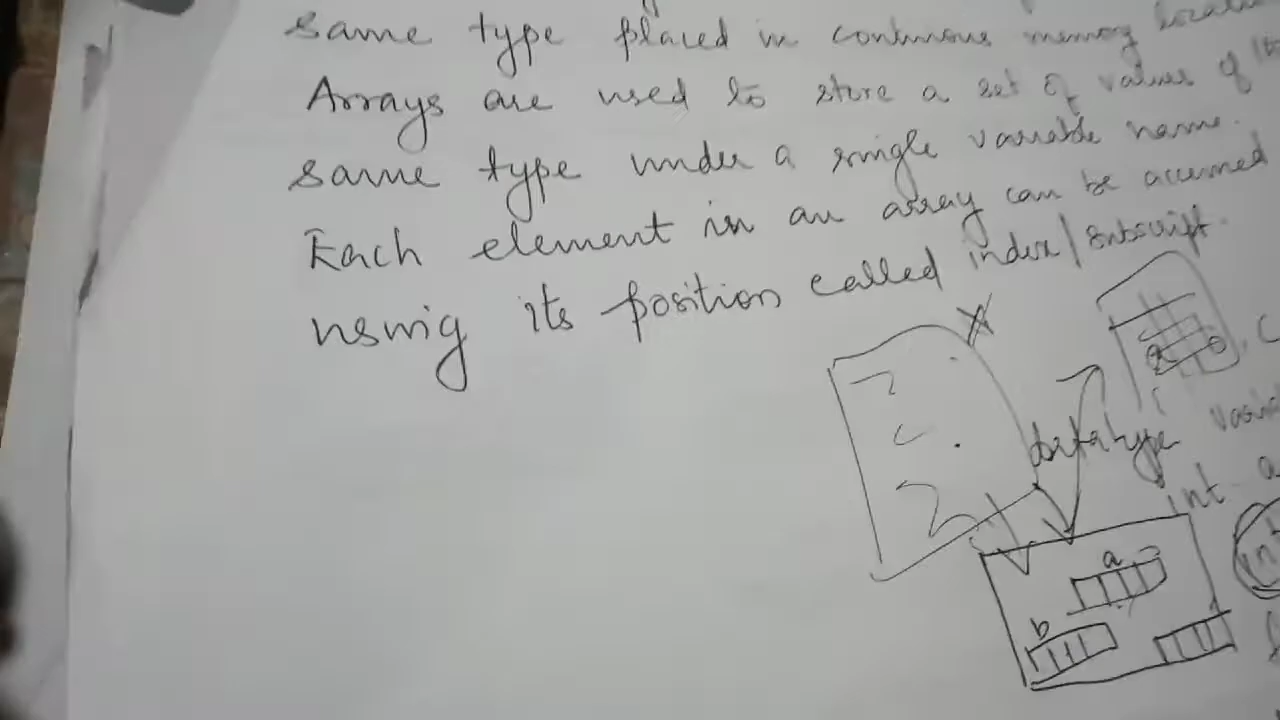 same type placed in continuous memory
Arrays are used to store a set of values of
same type under a single variable name.
Each element in an array can be accessed
using its position called index/subscript.
datatype
int a
a
b
int